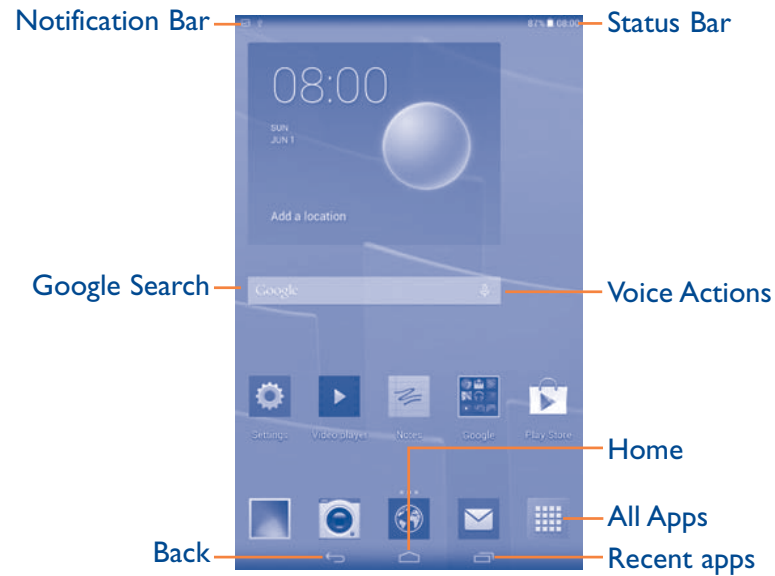 Notification Bar
Status Bar
87% 08:00
08:00
SUN
JUN 1
Add a location
Google Search
Google
Voice Actions
Settings Video player Notes Google Play Store
Home
All Apps
Back
Recent apps